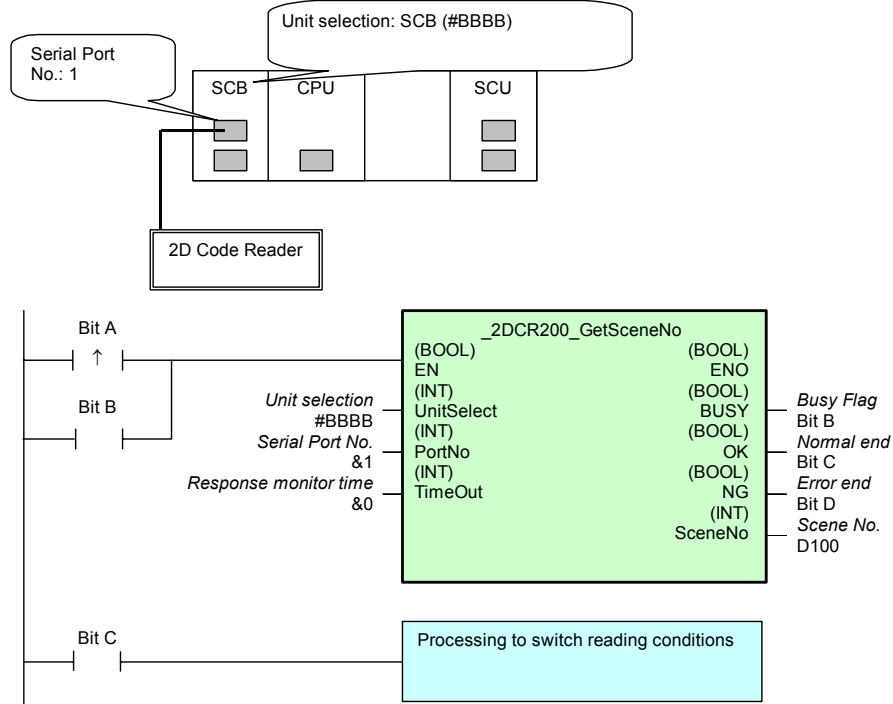 Unit selection: SCB (#BBBB)
Serial Port
No.: 1
SCB
CPU
SCU
2D Code Reader
Bit A
↑
Bit B
_2DCR200_GetSceneNo
(BOOL)
EN
(INT)
UnitSelect
(INT)
PortNo
(INT)
TimeOut
(BOOL)
ENO
(BOOL)
BUSY
(BOOL)
OK
(BOOL)
NG
(INT)
SceneNo
Unit selection
#BBBB
Serial Port No.
&1
Response monitor time
&0
Busy Flag
Bit B
Normal end
Bit C
Error end
Bit D
Scene No.
D100
Bit C
Processing to switch reading conditions